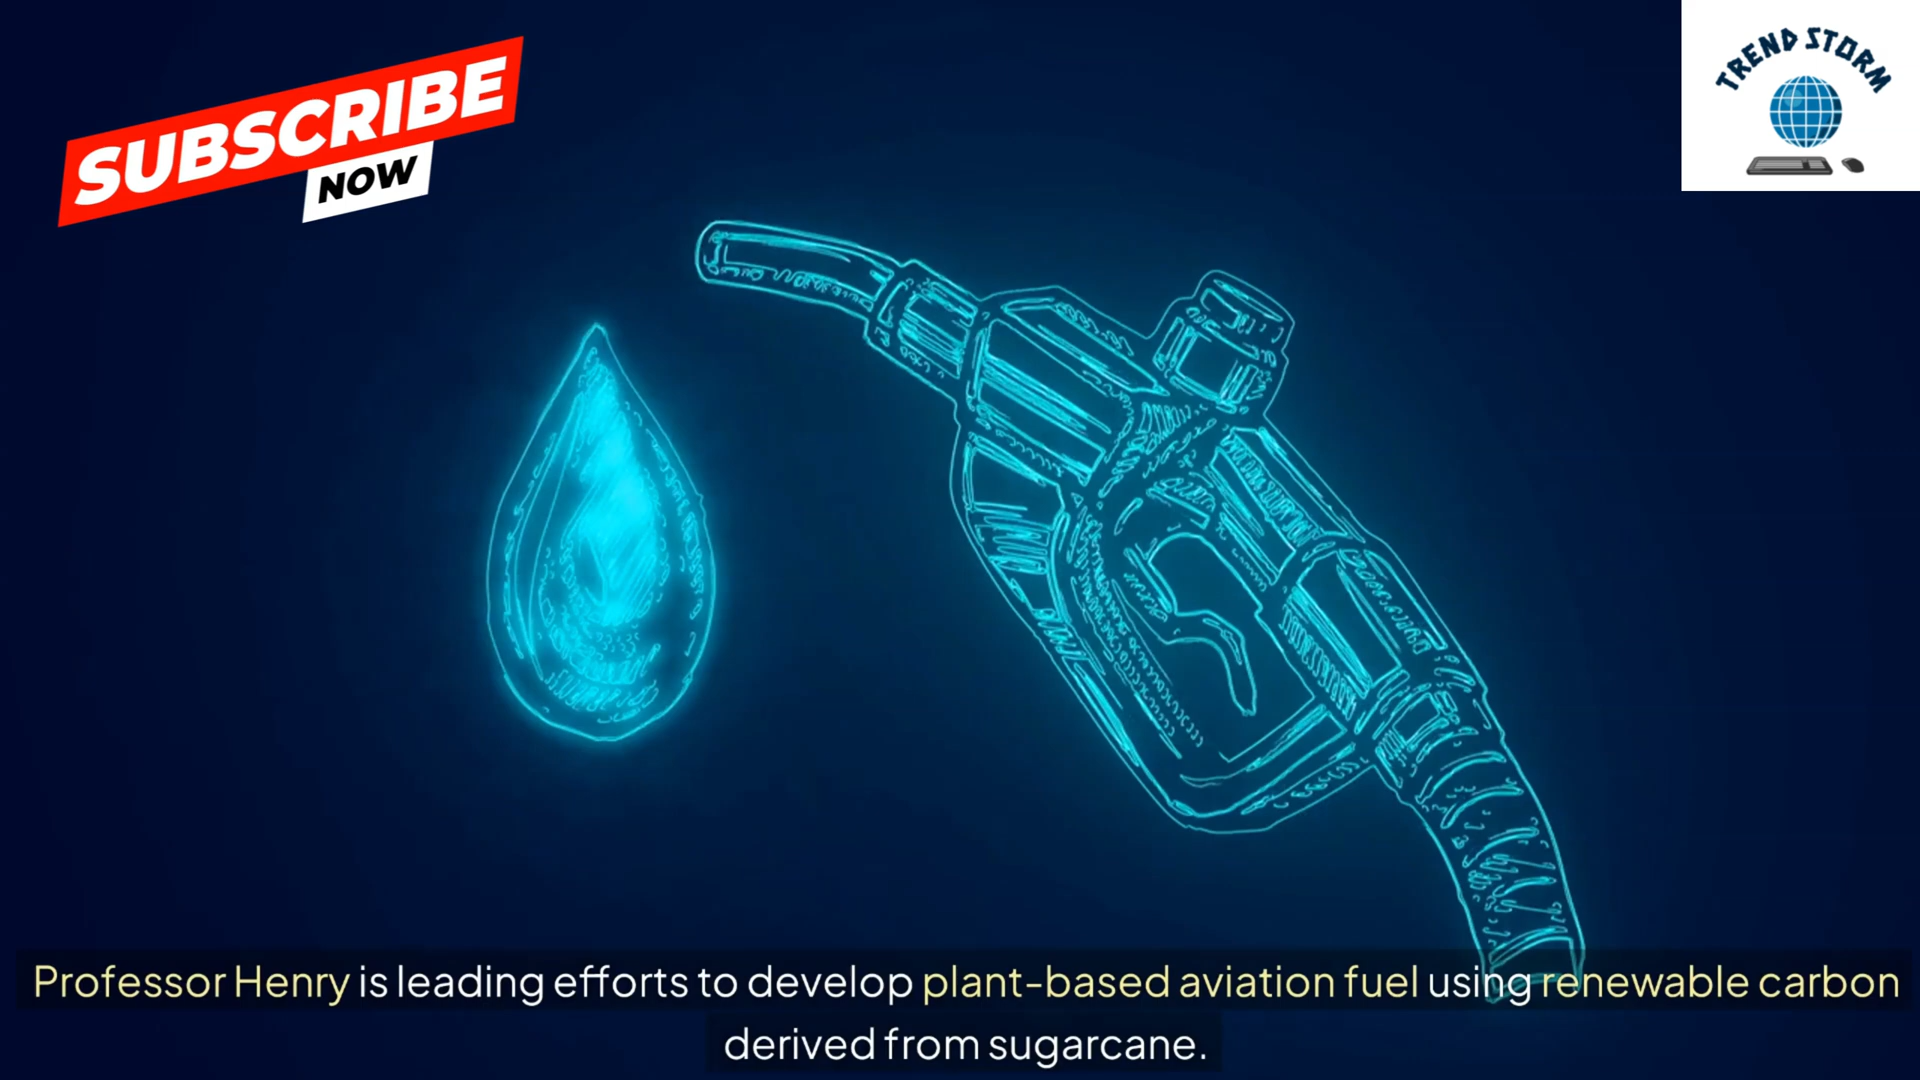 SUBSCRIBE
NOW
TREND STORM
Professor Henry is leading efforts to develop plant-based aviation fuel using renewable carbon
derived from sugarcane.